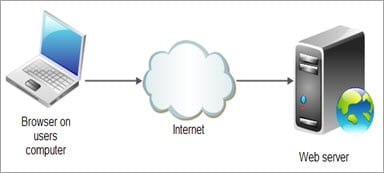 Browser on
users
computer
Internet
Web server